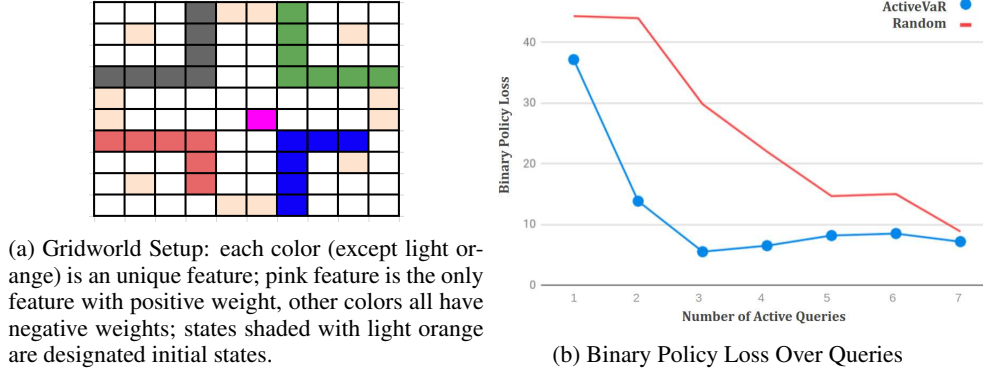 ActiveVaR
Random
40
30
20
10
0
Binary Policy Loss
1 2 3 4 5 6 7
Number of Active Queries
(a) Gridworld Setup: each color (except light or-
ange) is an unique feature; pink feature is the only
feature with positive weight, other colors all have
negative weights; states shaded with light orange
are designated initial states.
(b) Binary Policy Loss Over Queries